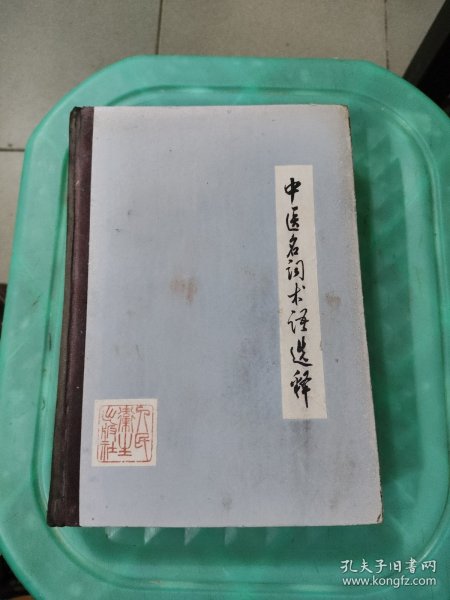 中医名词术语选释
人民
衞生
出版社
孔夫子旧书网
www.kongfz.com